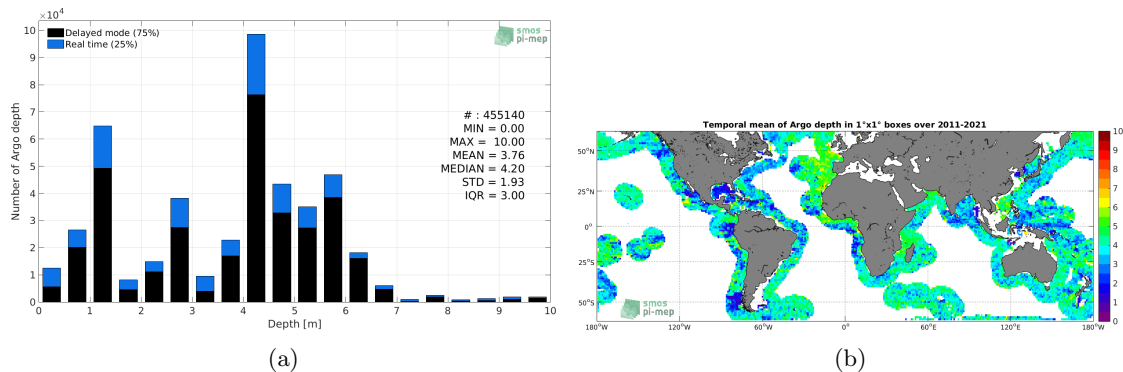 ×10⁴
10
9
8
7
6
5
4
3
2
1
0
Number of Argo depth
Delayed mode (75%)
Real time (25%)
smos
pi-mep
# : 455140
MIN = 0.00
MAX = 10.00
MEAN = 3.76
MEDIAN = 4.20
STD = 1.93
IQR = 3.00
0 1 2 3 4 5 6 7 8 9 10
Depth [m]
(a)
Temporal mean of Argo depth in 1°x1° boxes over 2011-2021
50°N
25°N
0°
25°S
50°S
smos
pi-mep
180°W 120°W 60°W 0° 60°E 120°E 180°W
10
9
8
7
6
5
4
3
2
1
0
(b)